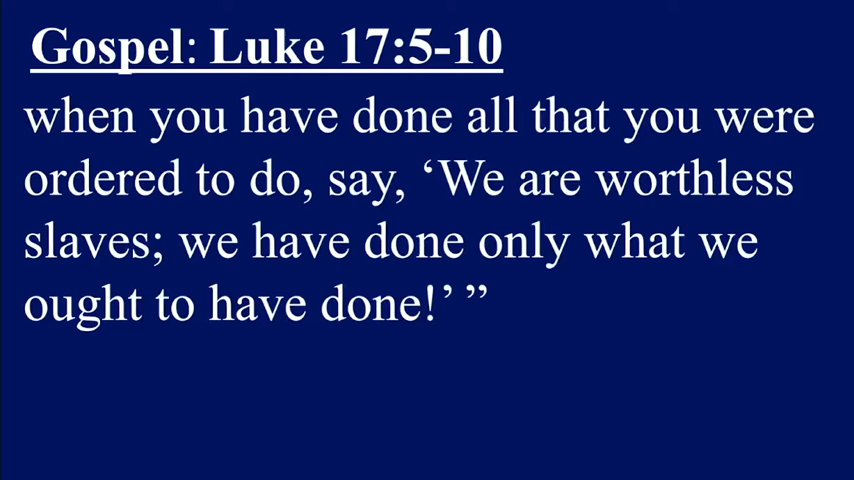 Gospel: Luke 17:5-10
when you have done all that you were
ordered to do, say, ‘We are worthless
slaves; we have done only what we
ought to have done!’ ”